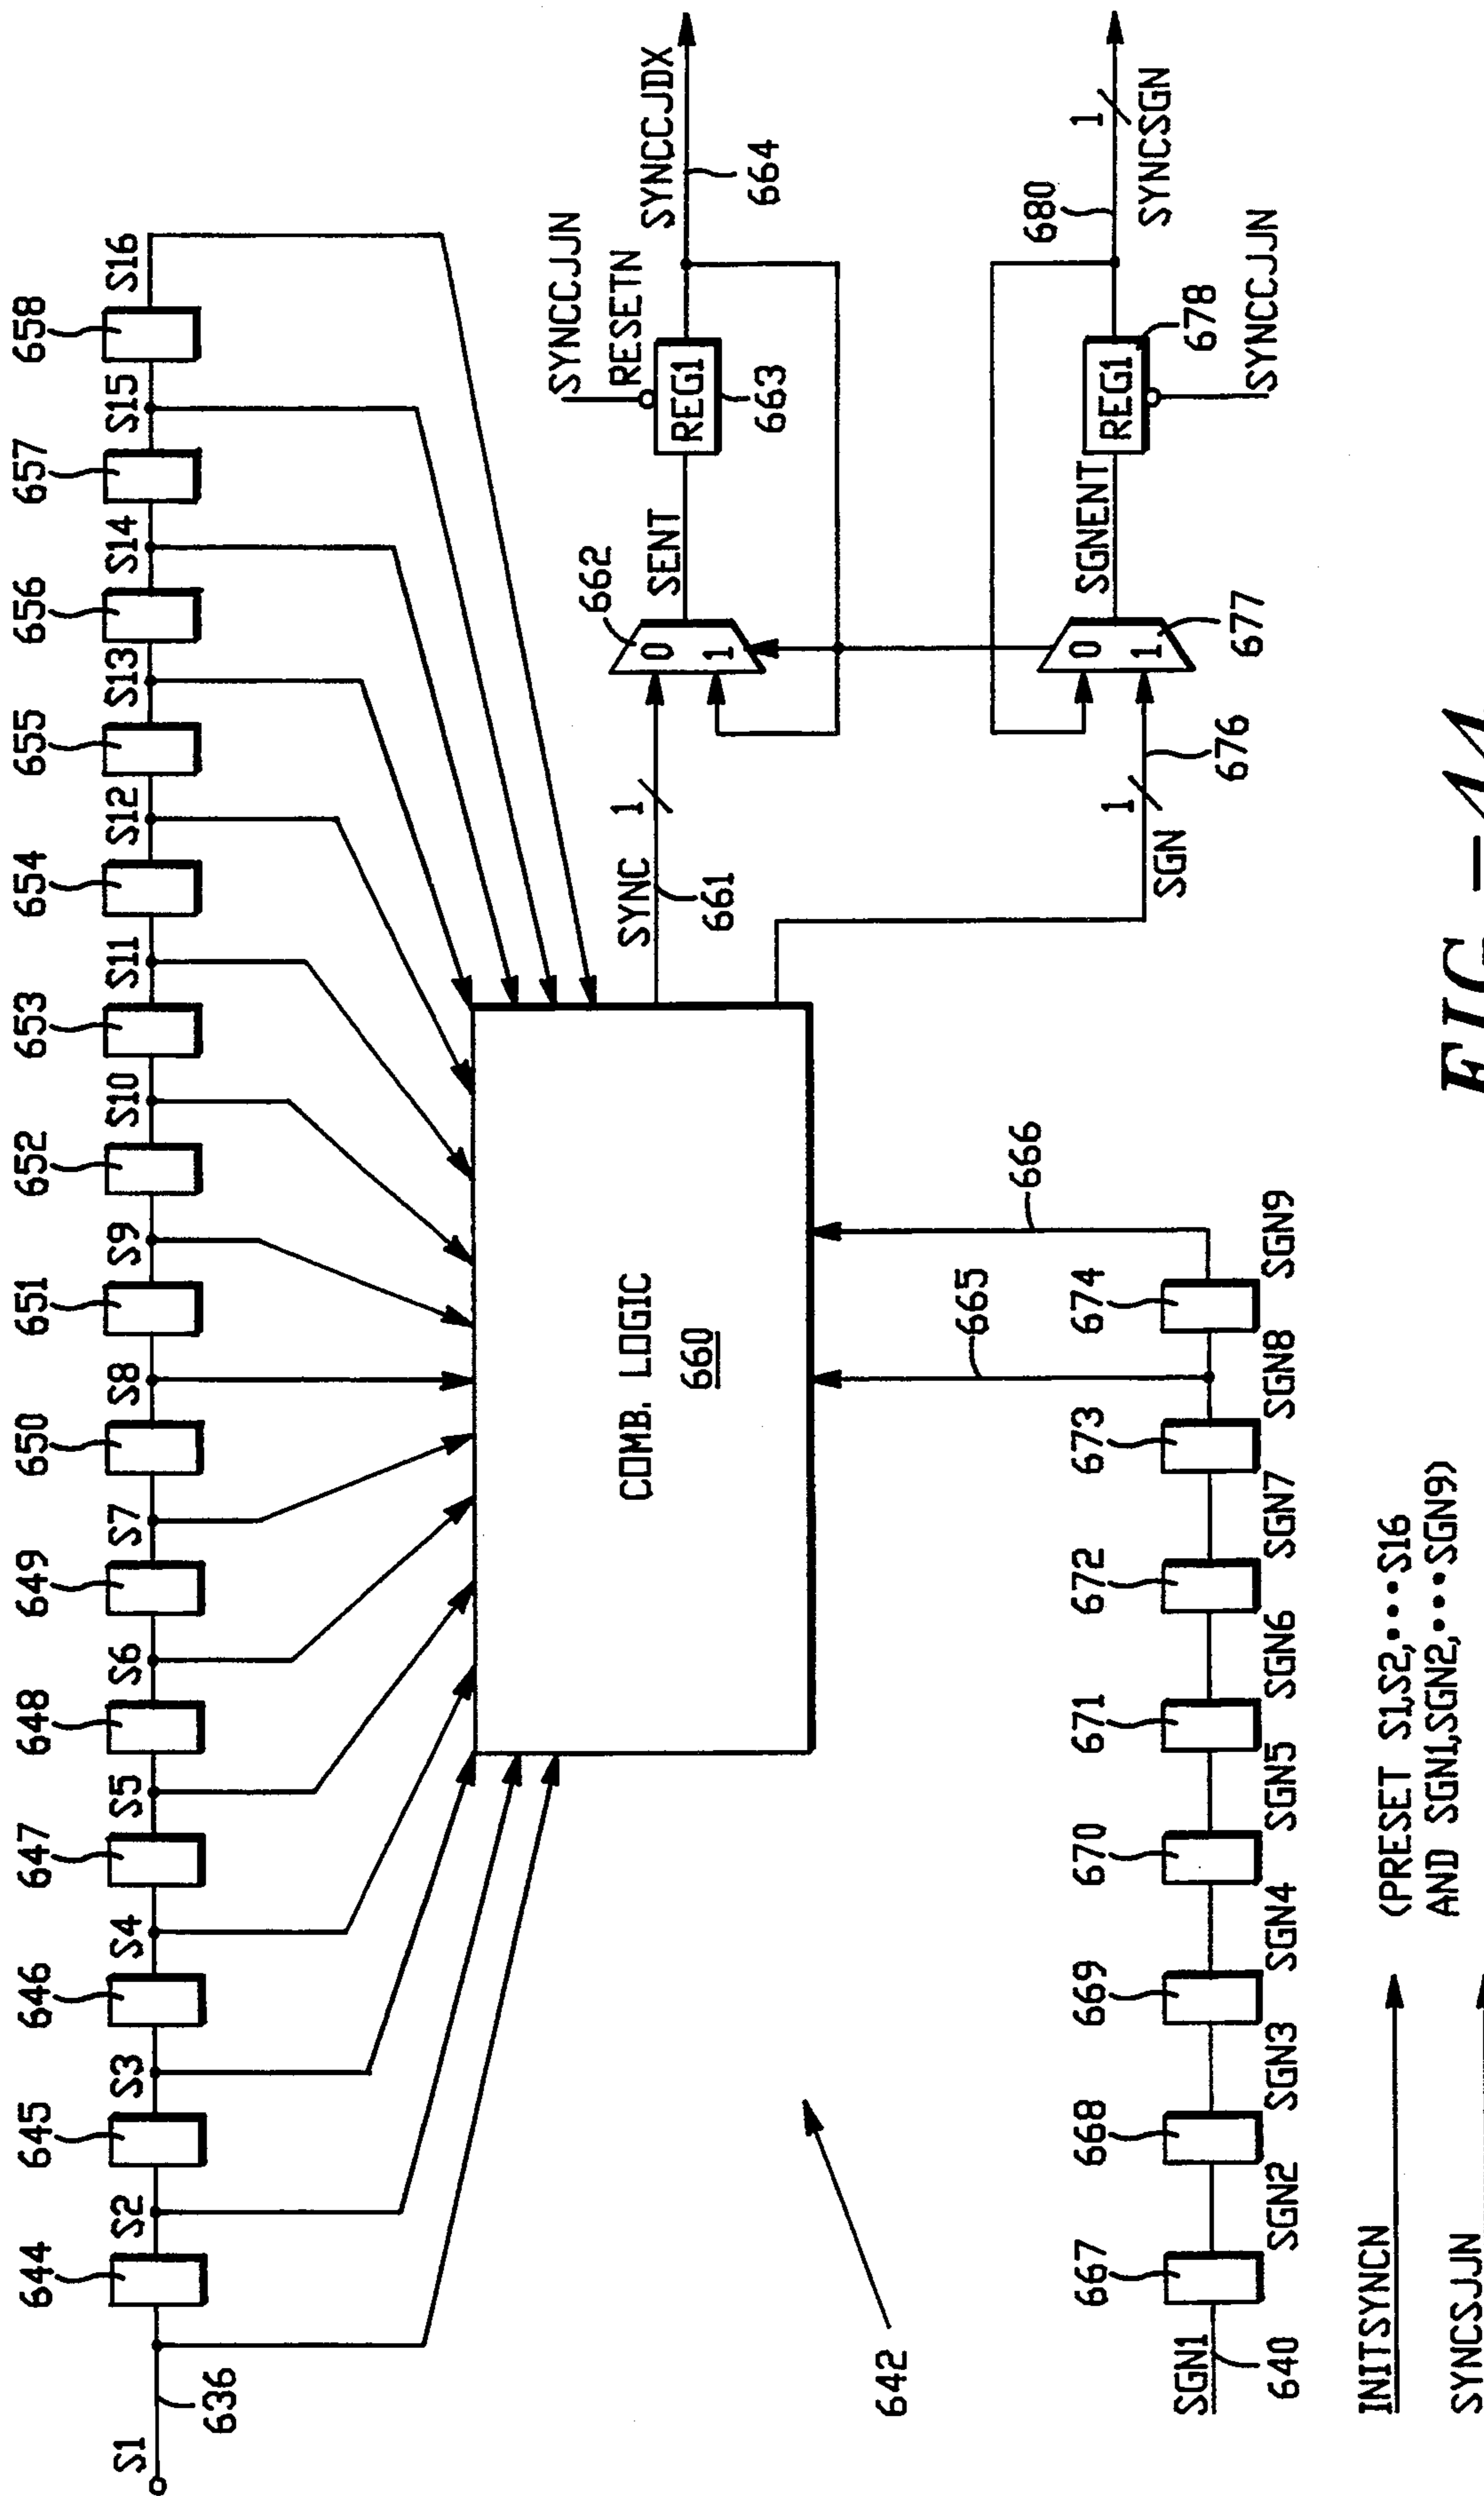 644 645 646 647 648 649 650 651 652 653 654 655 656 657 658
S1 S2 S3 S4 S5 S6 S7 S8 S9 S10 S11 S12 S13 S14 S15 S16
636
SYNCCJJN
RESETN
SYNCCJDX
SYNC 1
662
0
1
SENT
REG1
661
663
664
COMB. LOGIC
660
642
665
666
680
1
SYNCSGN
SGN
1
676
0
1
677
SGNENT
REG1
678
SYNCCJJN
667 668 669 670 671 672 673 674
SGN1 SGN2 SGN3 SGN4 SGN5 SGN6 SGN7 SGN8 SGN9
640
INITSYNCN
(PRESET S1,S2,•••S16
AND SGN1,SGN2,•••SGN9)
SYNCSJJN